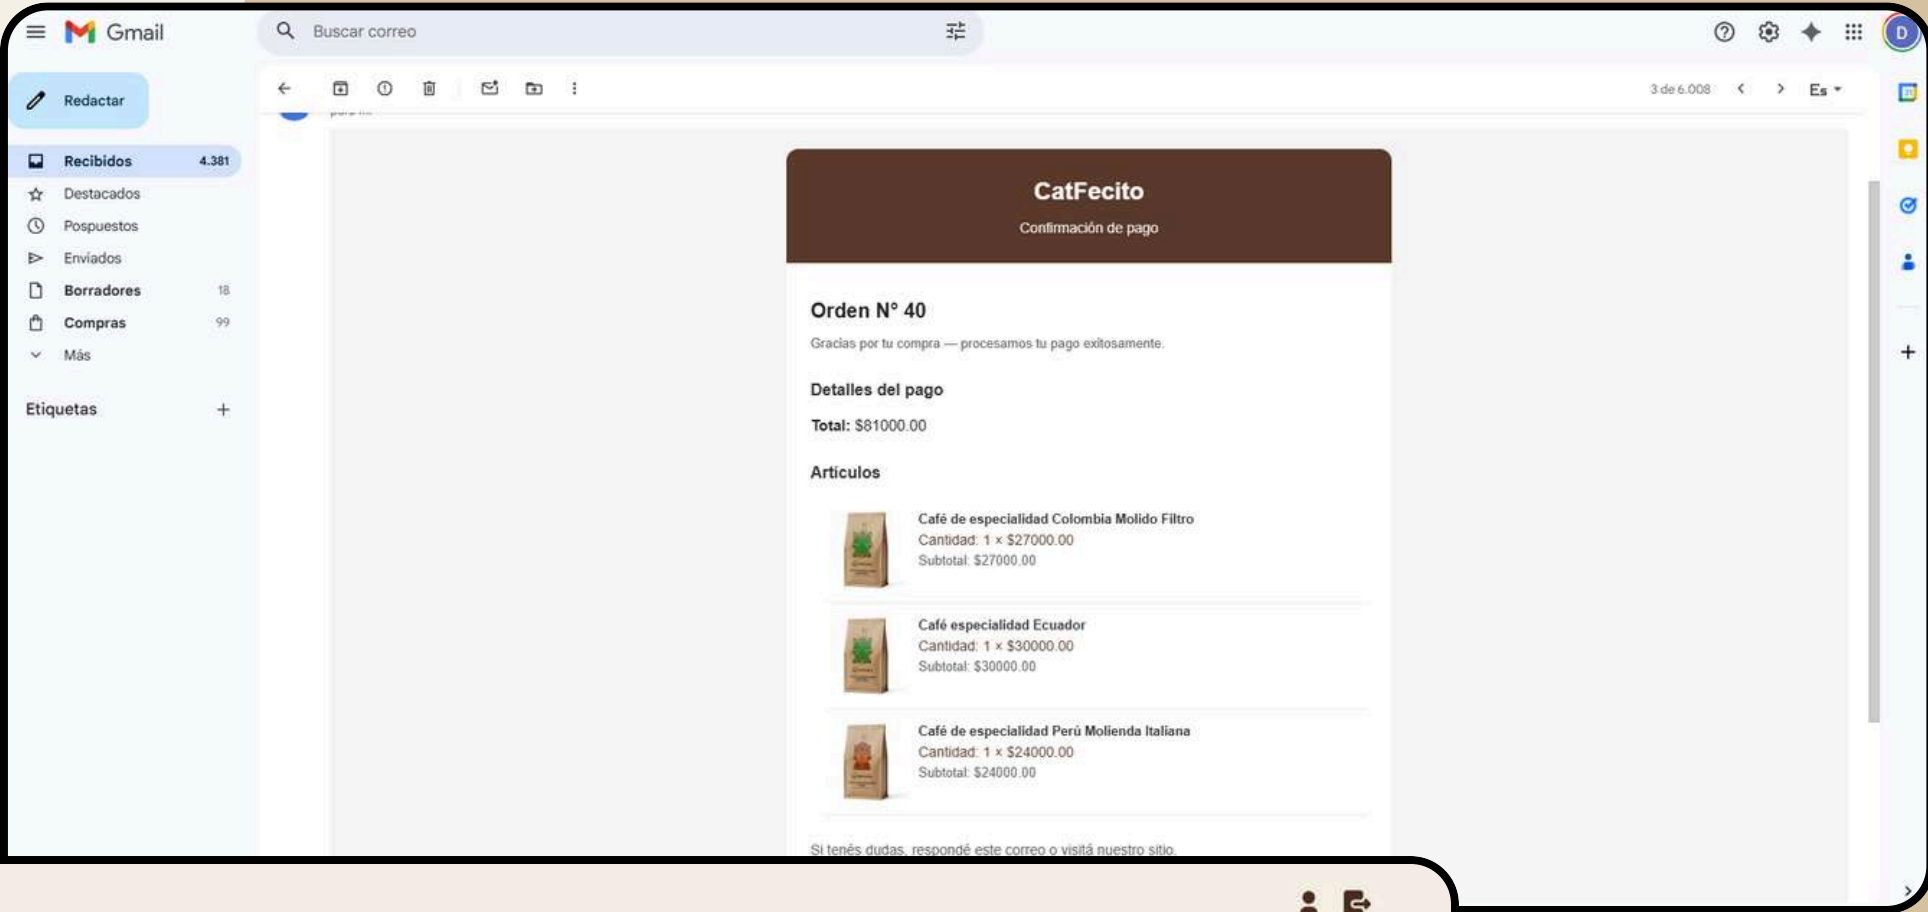 Gmail
Buscar correo
D
Redactar
3 de 6.008
Es
Recibidos 4.381
Destacados
Pospuestos
Enviados
Borradores 18
Compras 99
Más
Etiquetas
CatFecito
Confirmación de pago
Orden N° 40
Gracias por tu compra — procesamos tu pago exitosamente.
Detalles del pago
Total: $81000.00
Artículos
Café de especialidad Colombia Molido Filtro
Cantidad: 1 × $27000.00
Subtotal: $27000.00
Café especialidad Ecuador
Cantidad: 1 × $30000.00
Subtotal: $30000.00
Café de especialidad Perú Molienda Italiana
Cantidad: 1 × $24000.00
Subtotal: $24000.00
Si tenés dudas, respondé este correo o visitá nuestro sitio.